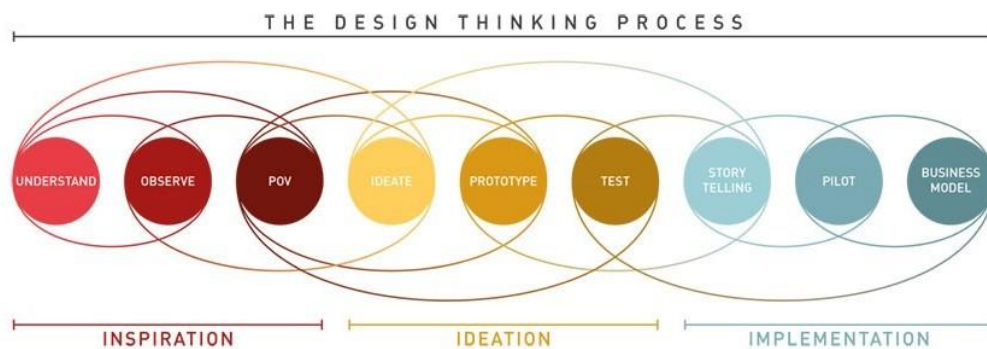 THE DESIGN THINKING PROCESS
UNDERSTAND
OBSERVE
POV
IDEATE
PROTOTYPE
TEST
STORY
TELLING
PILOT
BUSINESS
MODEL
INSPIRATION
IDEATION
IMPLEMENTATION